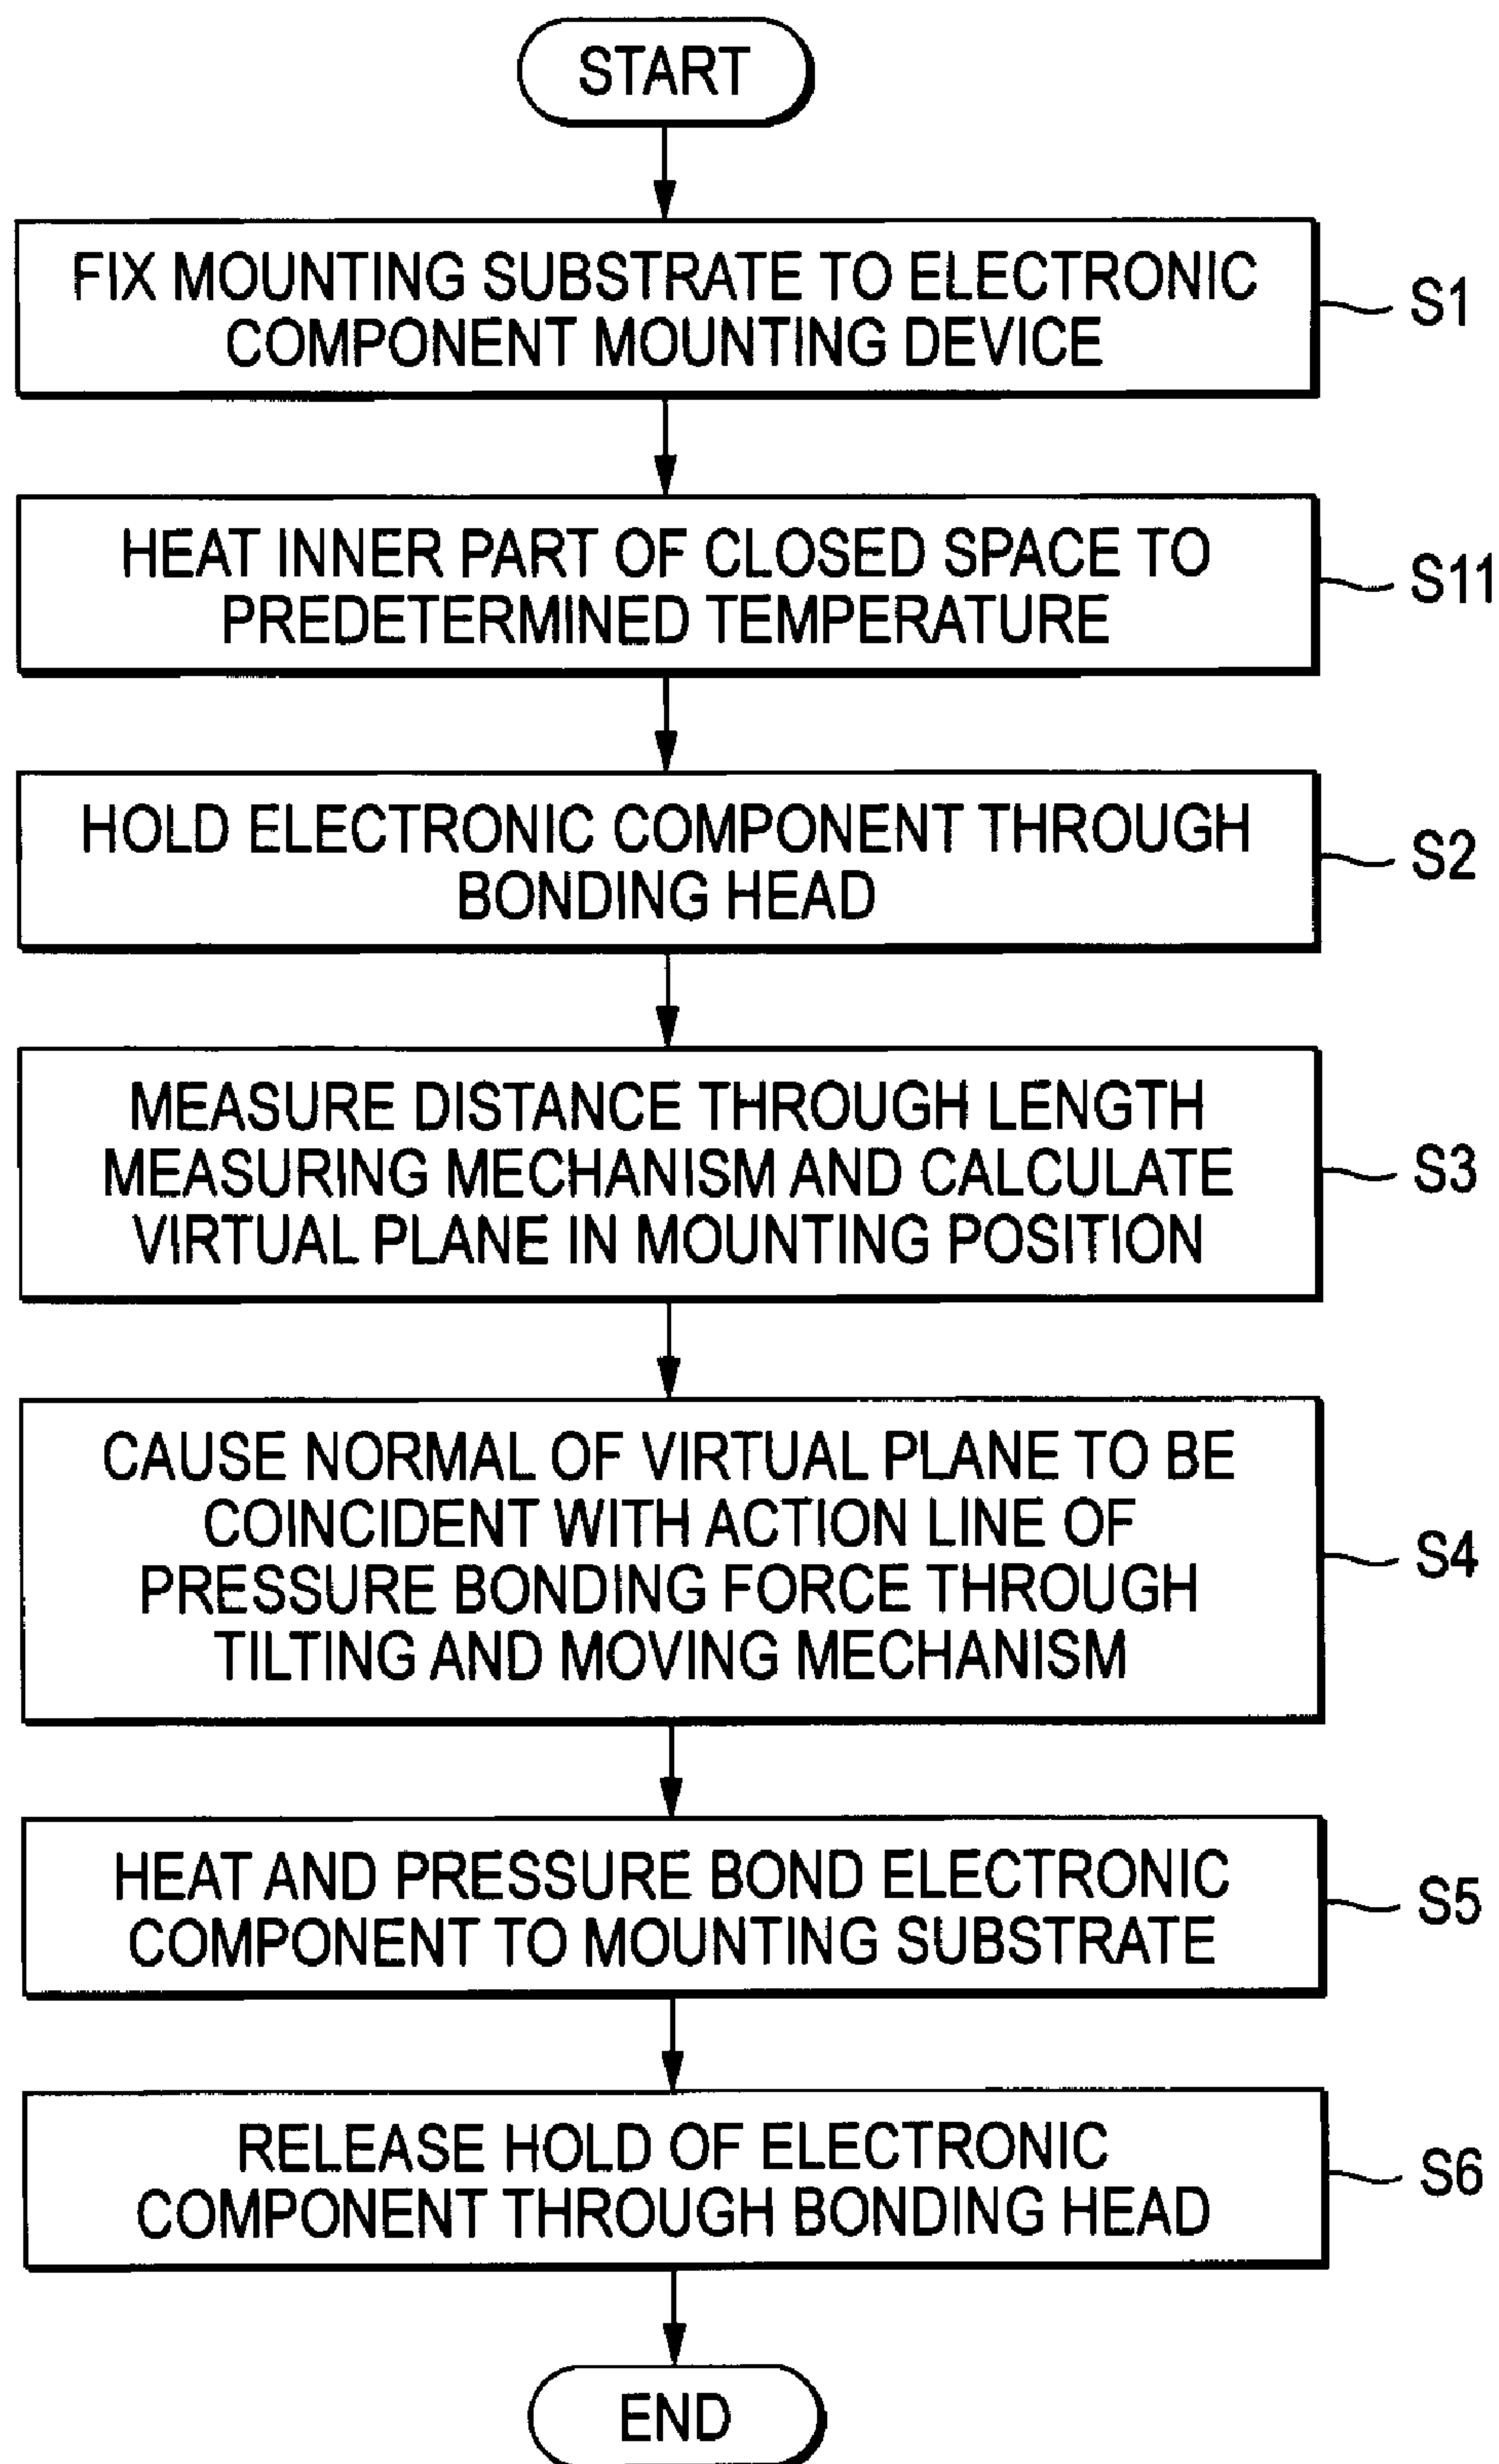 START
FIX MOUNTING SUBSTRATE TO ELECTRONIC
COMPONENT MOUNTING DEVICE
S1
HEAT INNER PART OF CLOSED SPACE TO
PREDETERMINED TEMPERATURE
S11
HOLD ELECTRONIC COMPONENT THROUGH
BONDING HEAD
S2
MEASURE DISTANCE THROUGH LENGTH
MEASURING MECHANISM AND CALCULATE
VIRTUAL PLANE IN MOUNTING POSITION
S3
CAUSE NORMAL OF VIRTUAL PLANE TO BE
COINCIDENT WITH ACTION LINE OF
PRESSURE BONDING FORCE THROUGH
TILTING AND MOVING MECHANISM
S4
HEAT AND PRESSURE BOND ELECTRONIC
COMPONENT TO MOUNTING SUBSTRATE
S5
RELEASE HOLD OF ELECTRONIC
COMPONENT THROUGH BONDING HEAD
S6
END